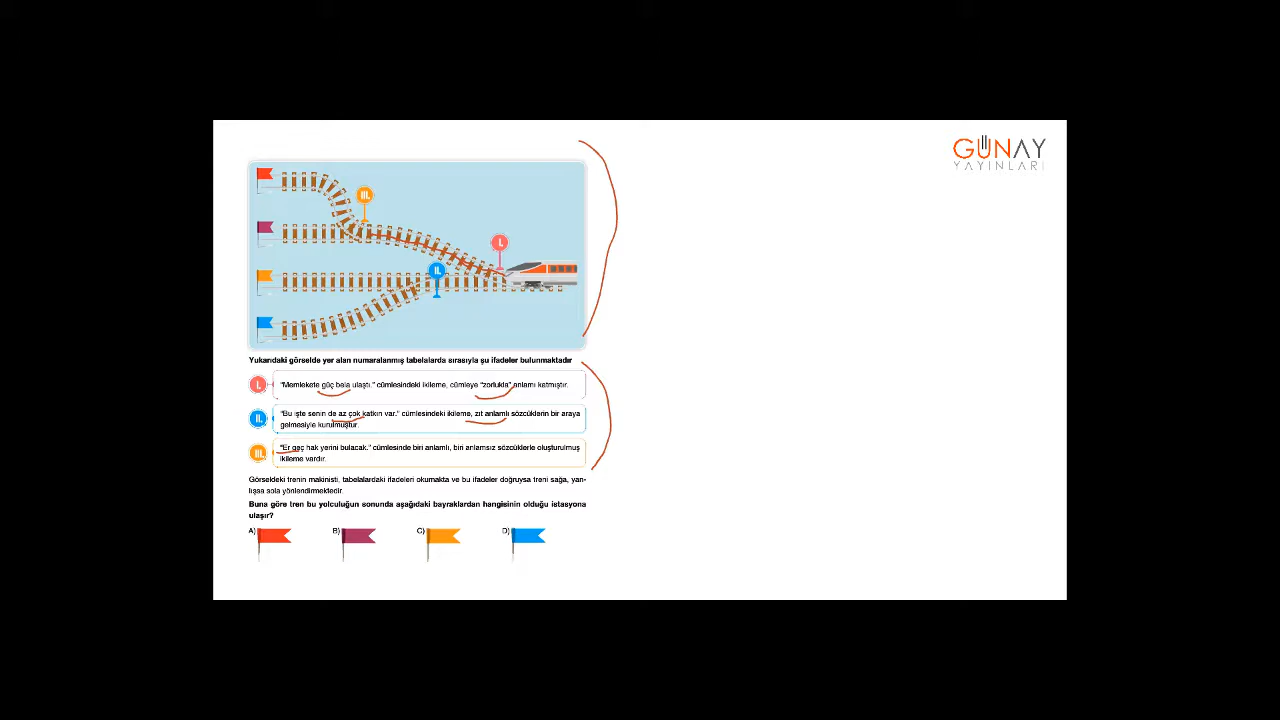 GÜNAY
YAYINLARI
III.
I.
II.
Yukarıdaki görselde yer alan numaralanmış tabelalarda sırasıyla şu ifadeler bulunmaktadır
I.
"Memlekete güç bela ulaştı." cümlesindeki ikileme, cümleye "zorlukla" anlamı katmıştır.
II.
"Bu işte senin de az çok katkın var." cümlesindeki ikileme, zıt anlamlı sözcüklerin bir araya
gelmesiyle kurulmuştur.
III.
"Er geç hak yerini bulacak." cümlesinde biri anlamlı, biri anlamsız sözcüklerle oluşturulmuş
ikileme vardır.
Görseldeki trenin makinisti, tabelalardaki ifadeleri okumakta ve bu ifadeler doğruysa treni sağa, yan-
lışsa sola yönlendirmektedir.
Buna göre tren bu yolculuğun sonunda aşağıdaki bayraklardan hangisinin olduğu istasyona
ulaşır?
A)
B)
C)
D)